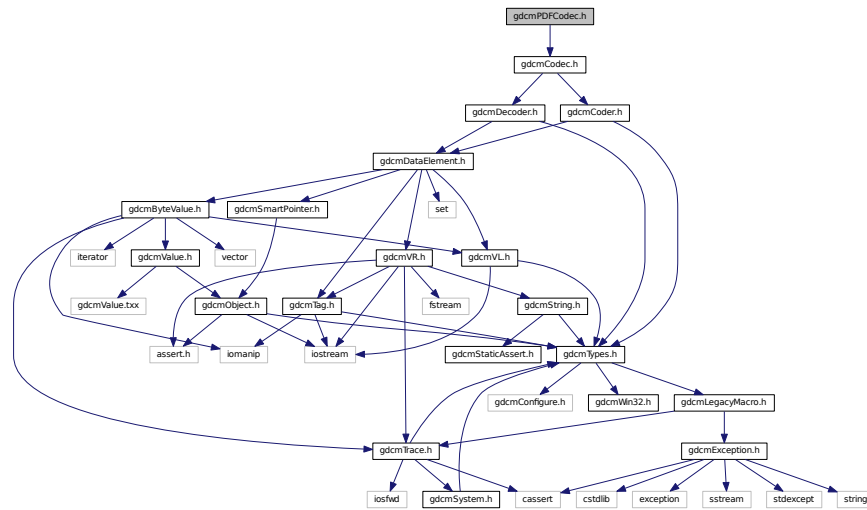 gdcmPDFCodec.h
gdcmCodec.h
gdcmDecoder.h
gdcmCoder.h
gdcmDataElement.h
gdcmByteValue.h
gdcmSmartPointer.h
set
iterator
gdcmValue.h
vector
gdcmVR.h
gdcmVL.h
gdcmValue.txx
gdcmObject.h
gdcmTag.h
fstream
gdcmString.h
assert.h
iomanip
iostream
gdcmStaticAssert.h
gdcmTypes.h
gdcmConfigure.h
gdcmWin32.h
gdcmLegacyMacro.h
gdcmTrace.h
gdcmException.h
iosfwd
gdcmSystem.h
cassert
cstdlib
exception
sstream
stdexcept
string